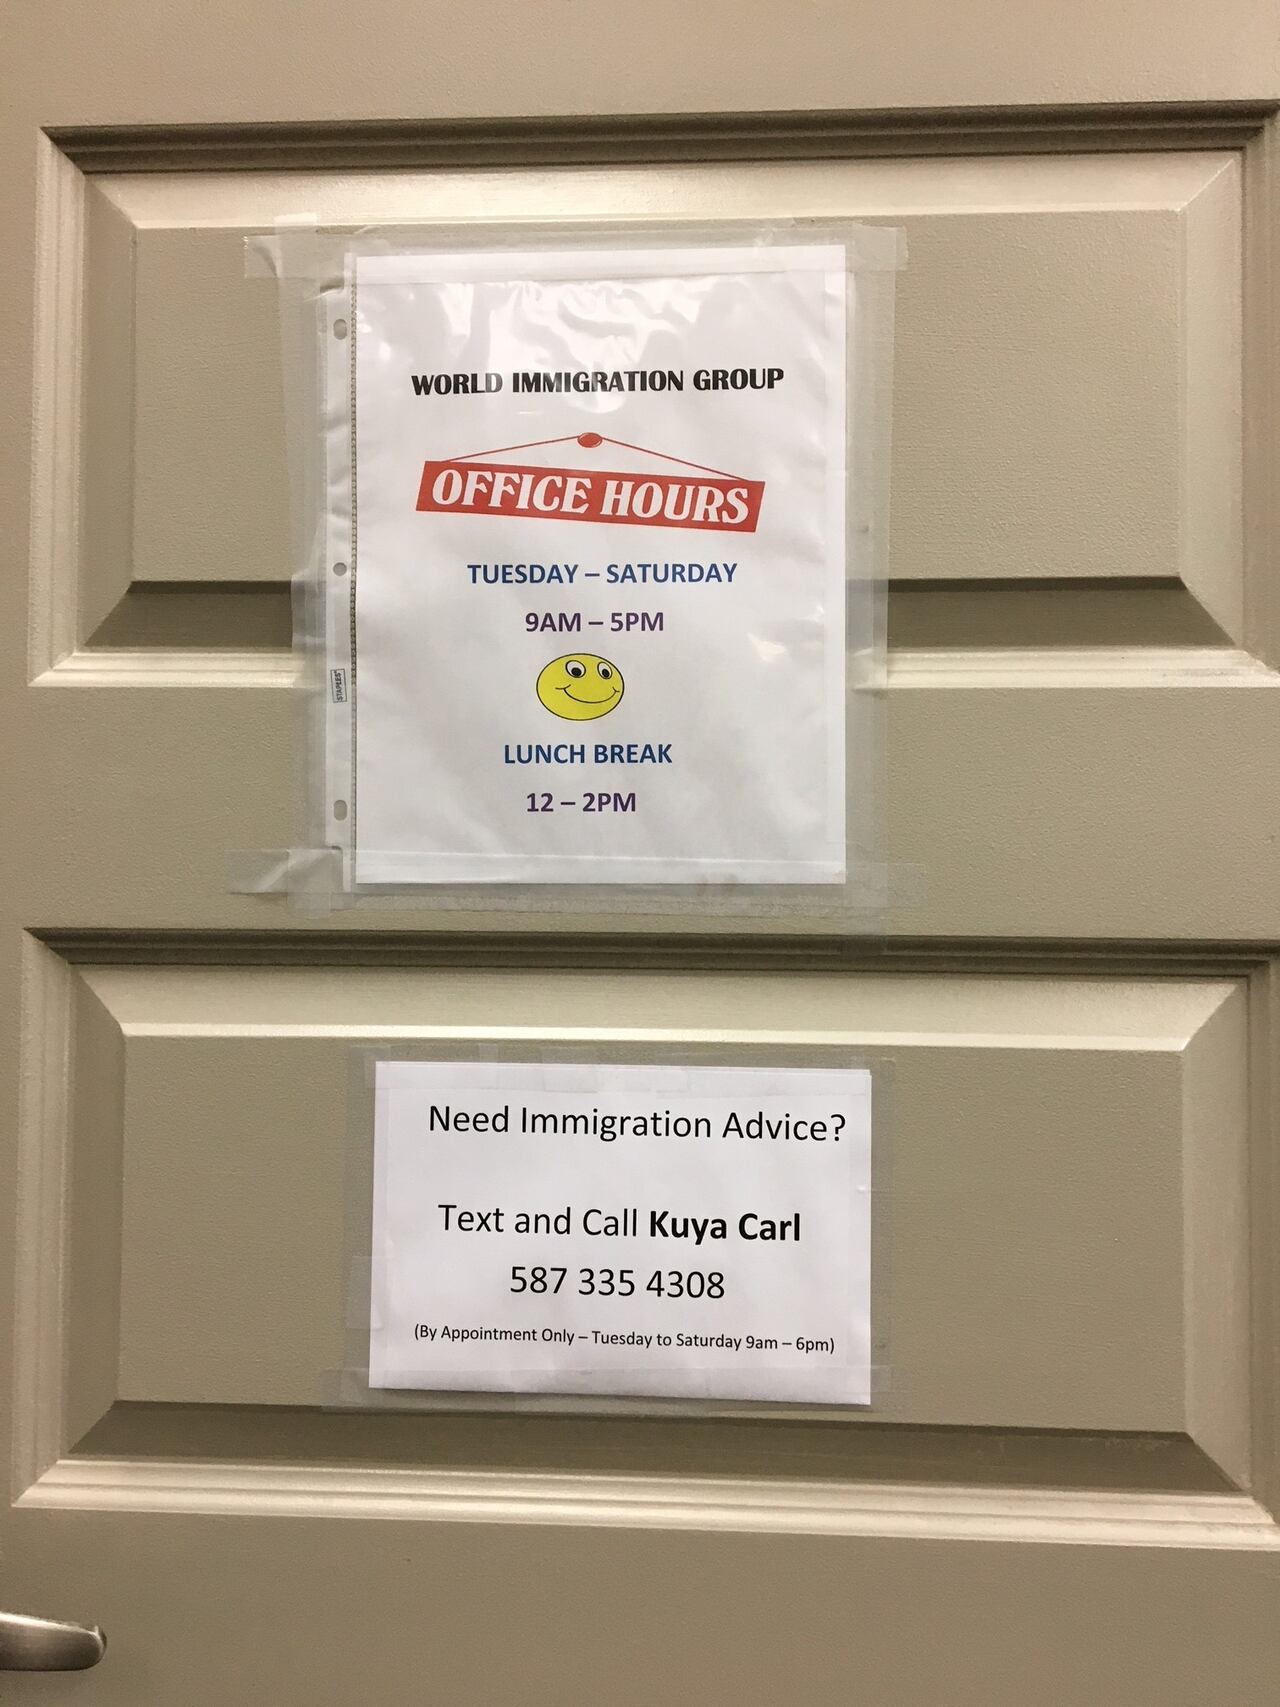 WORLD IMMIGRATION GROUP
OFFICE HOURS
TUESDAY – SATURDAY
9AM – 5PM
LUNCH BREAK
12 – 2PM
STAPLES
Need Immigration Advice?
Text and Call Kuya Carl
587 335 4308
(By Appointment Only – Tuesday to Saturday 9am – 6pm)